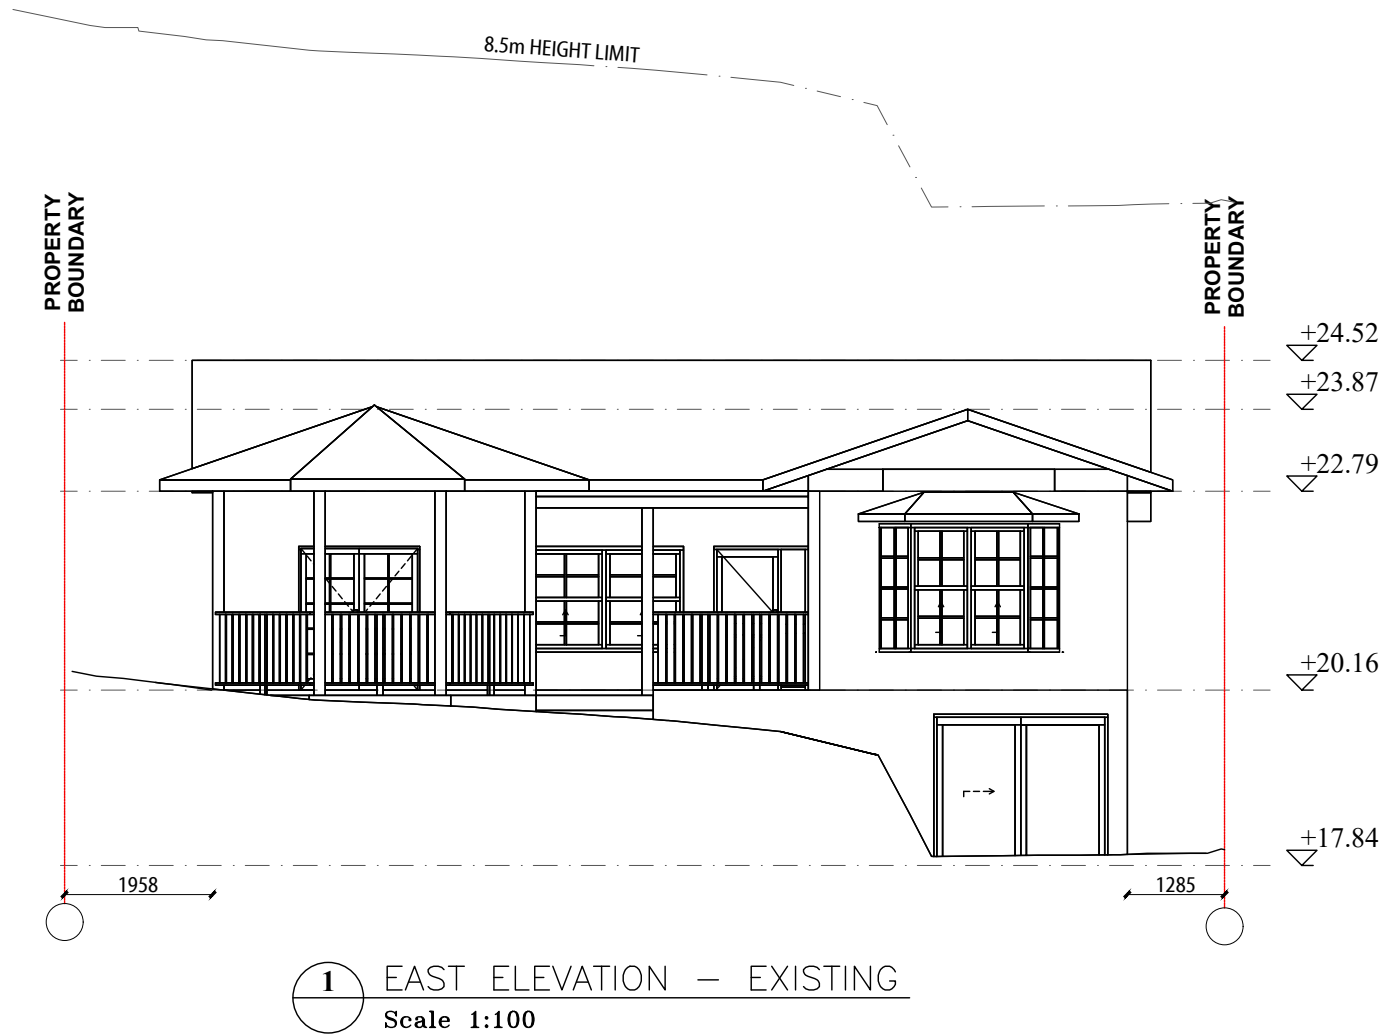 8.5m HEIGHT LIMIT
PROPERTY
BOUNDARY
PROPERTY
BOUNDARY
+24.52
+23.87
+22.79
+20.16
+17.84
1958
1285
1
EAST ELEVATION – EXISTING
Scale 1:100